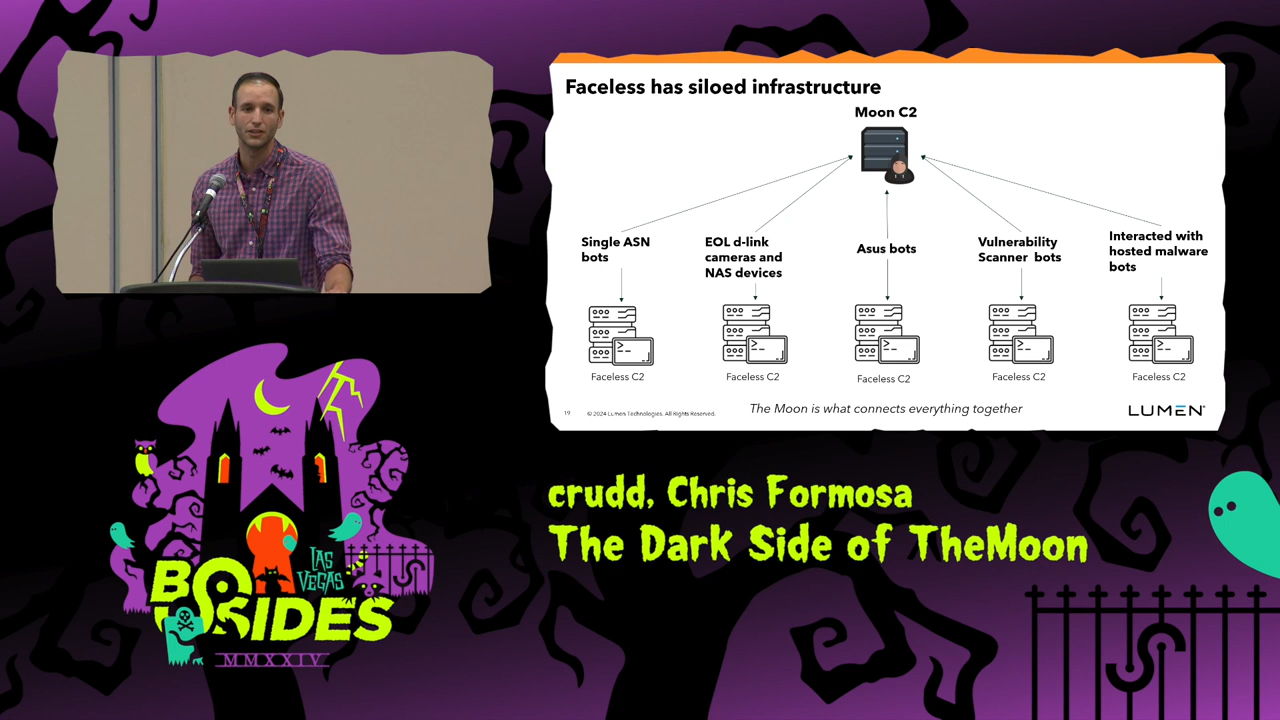 Faceless has siloed infrastructure
Moon C2
Single ASN
bots
EOL d-link
cameras and
NAS devices
Asus bots
Vulnerability
Scanner bots
Interacted with
hosted malware
bots
Faceless C2
Faceless C2
Faceless C2
Faceless C2
Faceless C2
19
© 2024 Lumen Technologies. All Rights Reserved.
The Moon is what connects everything together
LUMEN®
crudd, Chris Formosa
The Dark Side of TheMoon
LAS
VEGAS
BSIDES
MMXXIV